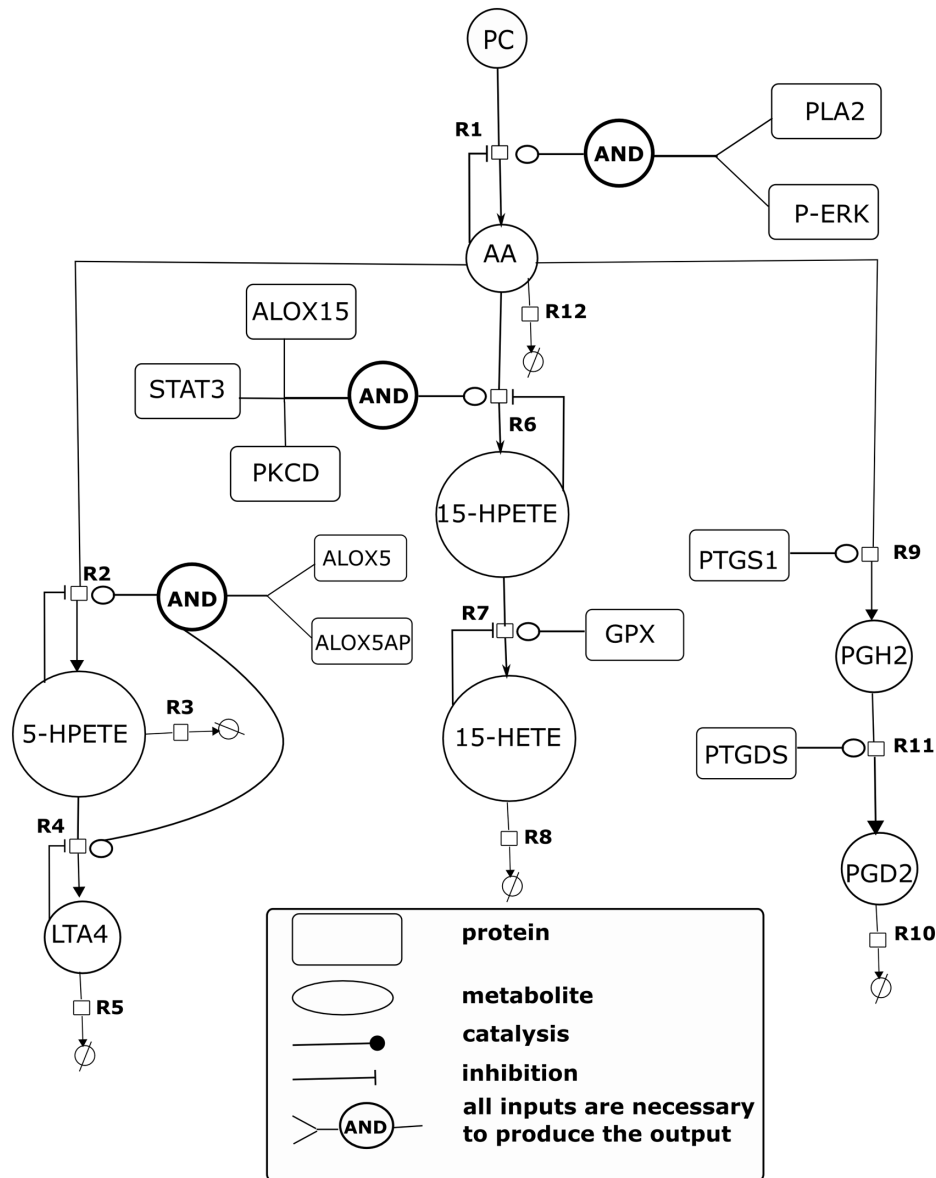 PC
PLA2
R1
AND
P-ERK
AA
ALOX15
R12
STAT3
AND
R6
PKCD
15-HPETE
ALOX5
PTGS1
R9
R2
AND
R7
GPX
ALOX5AP
PGH2
R3
5-HPETE
15-HETE
PTGDS
R11
R4
R8
PGD2
LTA4
R10
R5
protein
metabolite
catalysis
inhibition
AND
all inputs are necessary
to produce the output